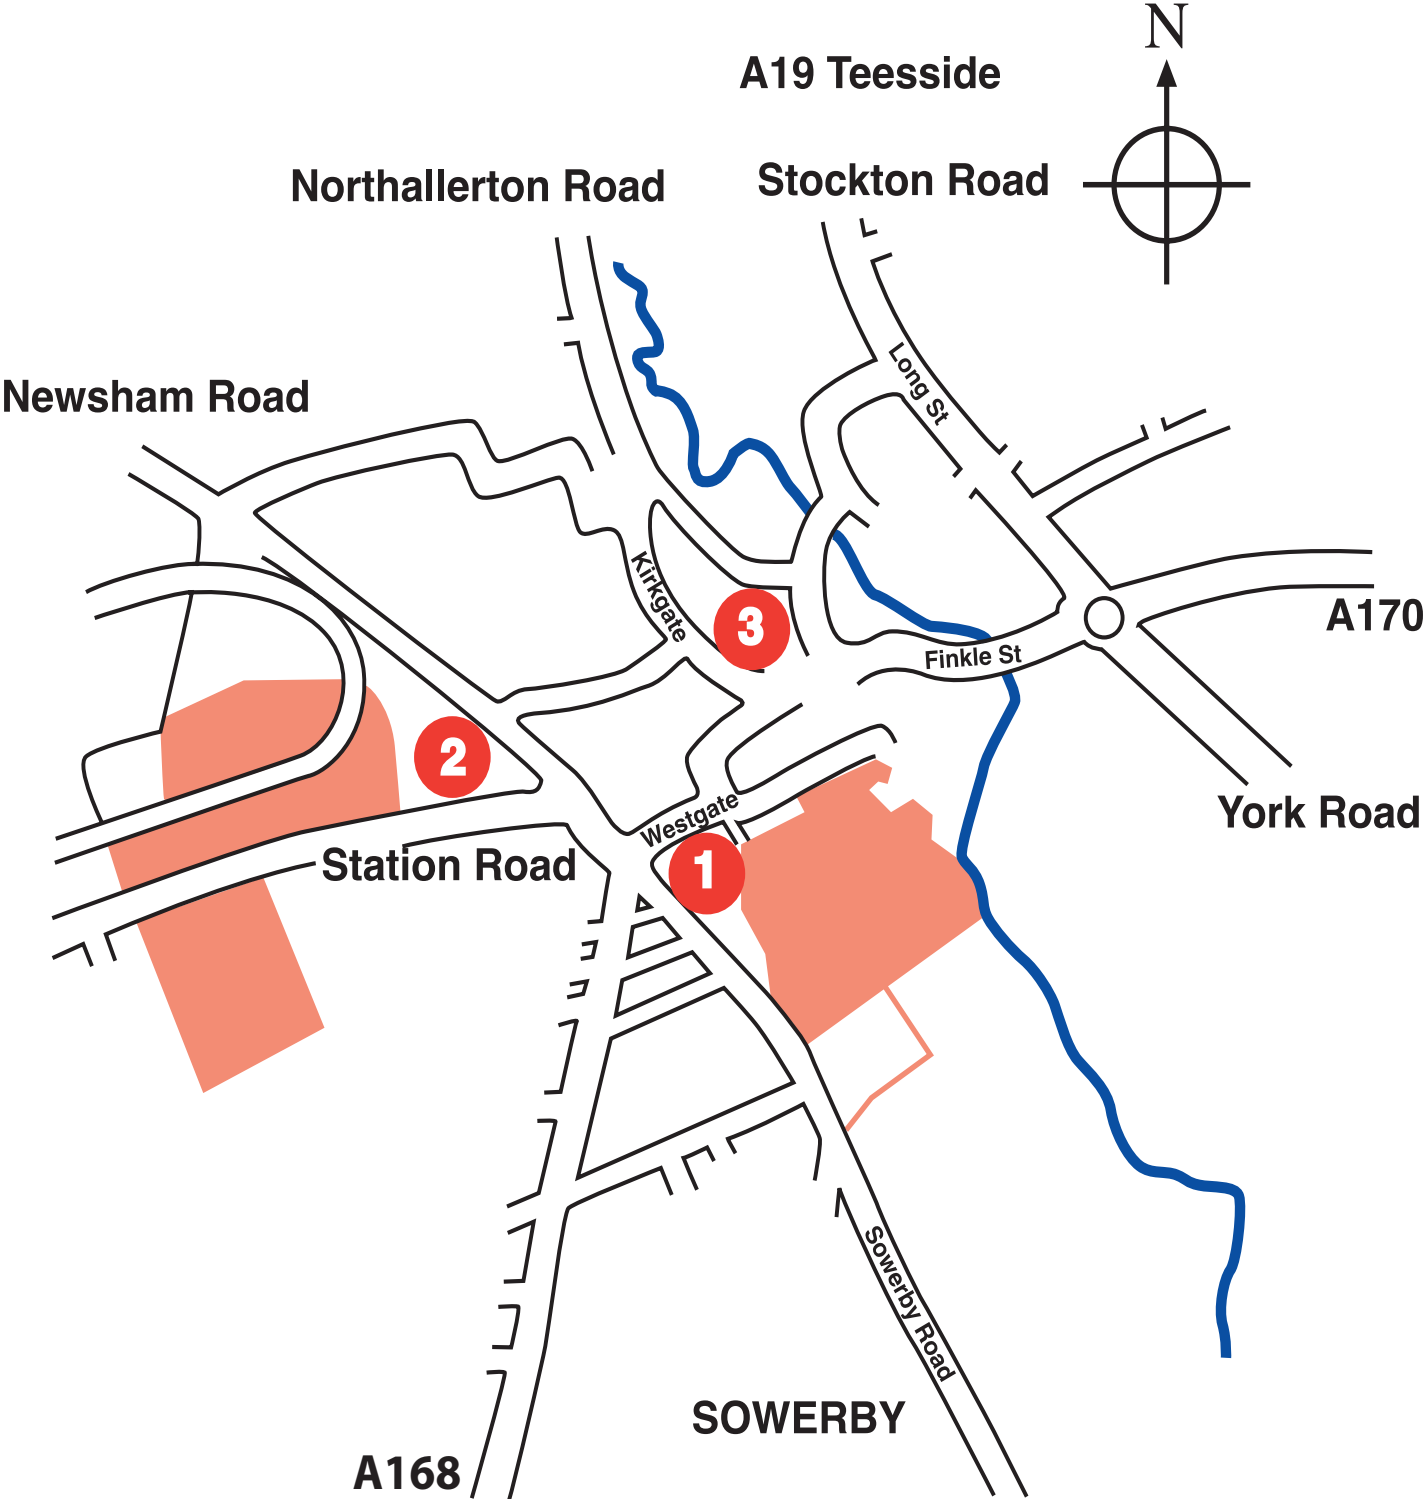 N
A19 Teesside
Northallerton Road
Stockton Road
Long St
Newsham Road
Kirkgate
3
A170
Finkle St
2
Westgate
York Road
1
Station Road
Sowerby Road
SOWERBY
A168